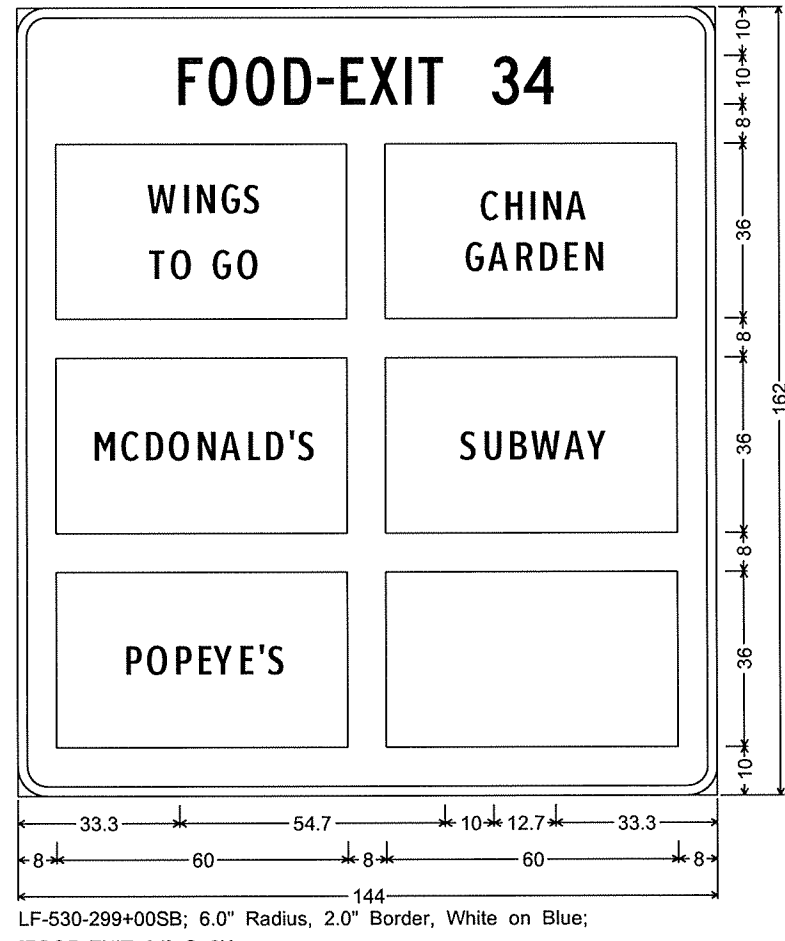 FOOD-EXIT 34
WINGS
TO GO
CHINA
GARDEN
MCDONALD'S
SUBWAY
POPEYE'S
10
10
8
36
8
36
8
36
10
162
33.3
54.7
10
12.7
33.3
8
60
8
60
8
144
LF-530-299+00SB; 6.0" Radius, 2.0" Border, White on Blue;